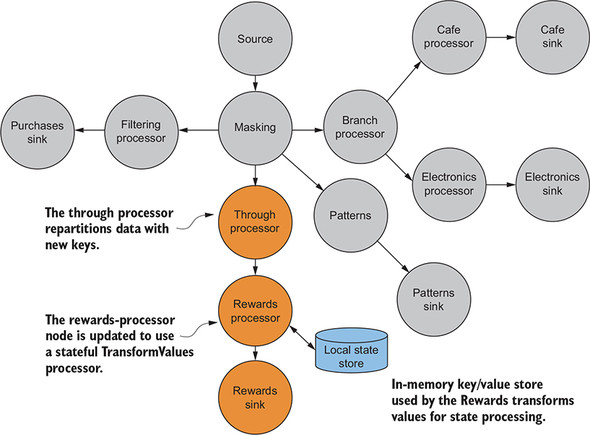 Source
Cafe
processor
Cafe
sink
Purchases
sink
Filtering
processor
Masking
Branch
processor
Electronics
processor
Electronics
sink
The through processor
repartitions data with
new keys.
Through
processor
Patterns
Patterns
sink
The rewards-processor
node is updated to use
a stateful TransformValues
processor.
Rewards
processor
Local state
store
Rewards
sink
In-memory key/value store
used by the Rewards transforms
values for state processing.